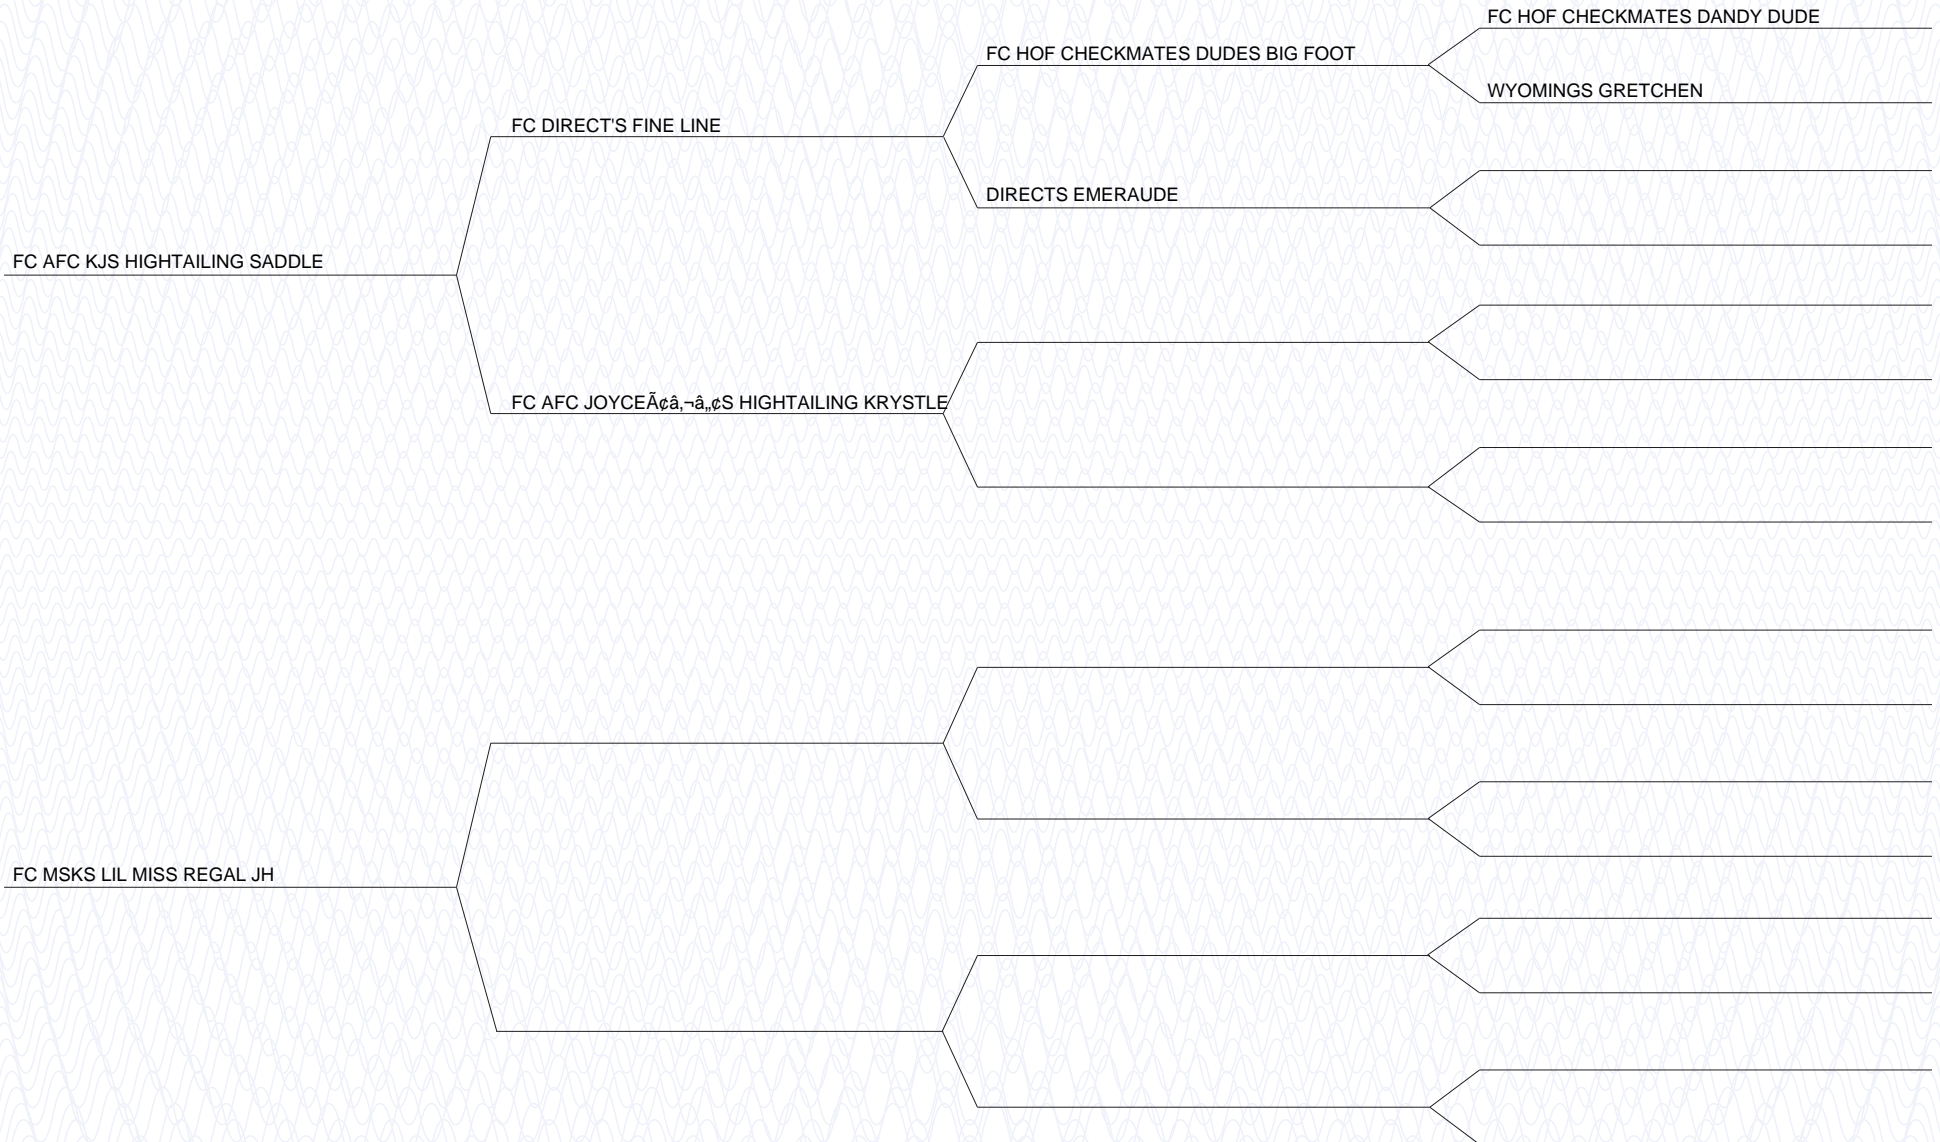 FC HOF CHECKMATES DANDY DUDE
FC HOF CHECKMATES DUDES BIG FOOT
WYOMINGS GRETCHEN
FC DIRECT'S FINE LINE
DIRECTS EMERAUDE
FC AFC KJS HIGHTAILING SADDLE
FC AFC JOYCEÃ¢â‚¬â„¢S HIGHTAILING KRYSTLE
FC MSKS LIL MISS REGAL JH